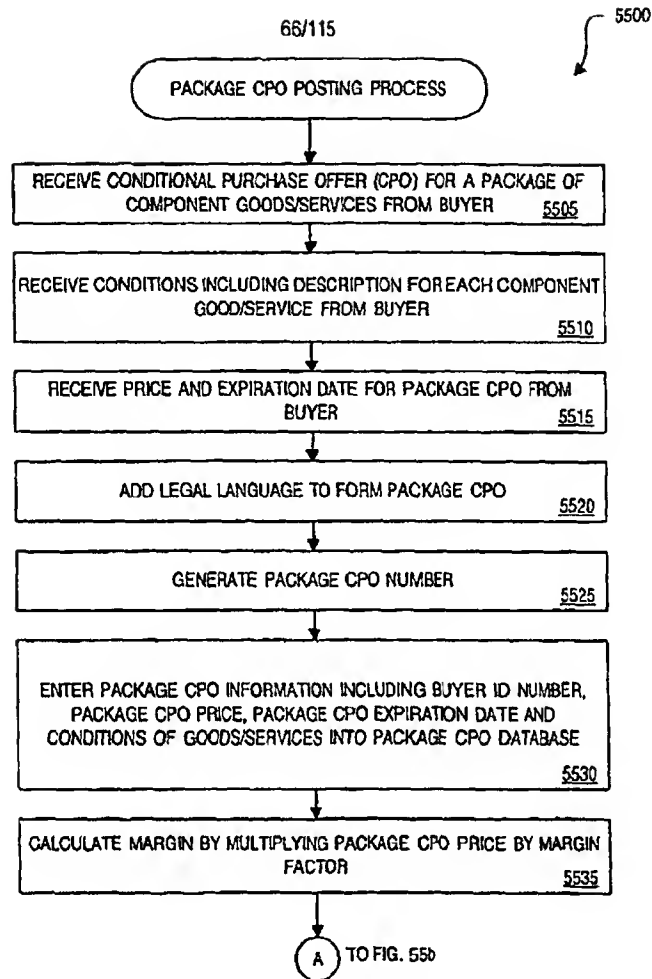 66/115
5500
PACKAGE CPO POSTING PROCESS
RECEIVE CONDITIONAL PURCHASE OFFER (CPO) FOR A PACKAGE OF
COMPONENT GOODS/SERVICES FROM BUYER
5505
RECEIVE CONDITIONS INCLUDING DESCRIPTION FOR EACH COMPONENT
GOOD/SERVICE FROM BUYER
5510
RECEIVE PRICE AND EXPIRATION DATE FOR PACKAGE CPO FROM
BUYER
5515
ADD LEGAL LANGUAGE TO FORM PACKAGE CPO
5520
GENERATE PACKAGE CPO NUMBER
5525
ENTER PACKAGE CPO INFORMATION INCLUDING BUYER ID NUMBER,
PACKAGE CPO PRICE, PACKAGE CPO EXPIRATION DATE AND
CONDITIONS OF GOODS/SERVICES INTO PACKAGE CPO DATABASE
5530
CALCULATE MARGIN BY MULTIPLYING PACKAGE CPO PRICE BY MARGIN
FACTOR
5535
A TO FIG. 55b